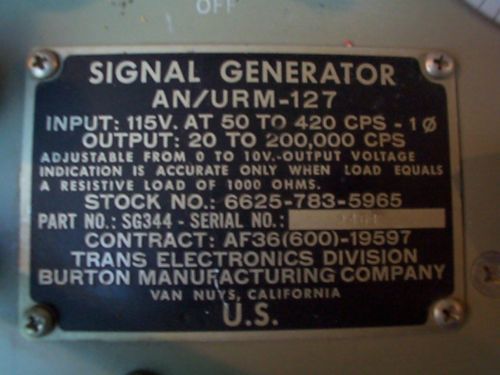 OFF
SIGNAL GENERATOR
AN/URM-127
INPUT: 115V. AT 50 TO 420 CPS - 1Ø
OUTPUT: 20 TO 200,000 CPS
ADJUSTABLE FROM 0 TO 10V.-OUTPUT VOLTAGE
INDICATION IS ACCURATE ONLY WHEN LOAD EQUALS
A RESISTIVE LOAD OF 1000 OHMS.
STOCK NO.: 6625-783-5965
PART NO.: SG344 - SERIAL NO.:
CONTRACT: AF36(600)-19597
TRANS ELECTRONICS DIVISION
BURTON MANUFACTURING COMPANY
VAN NUYS, CALIFORNIA
U.S.